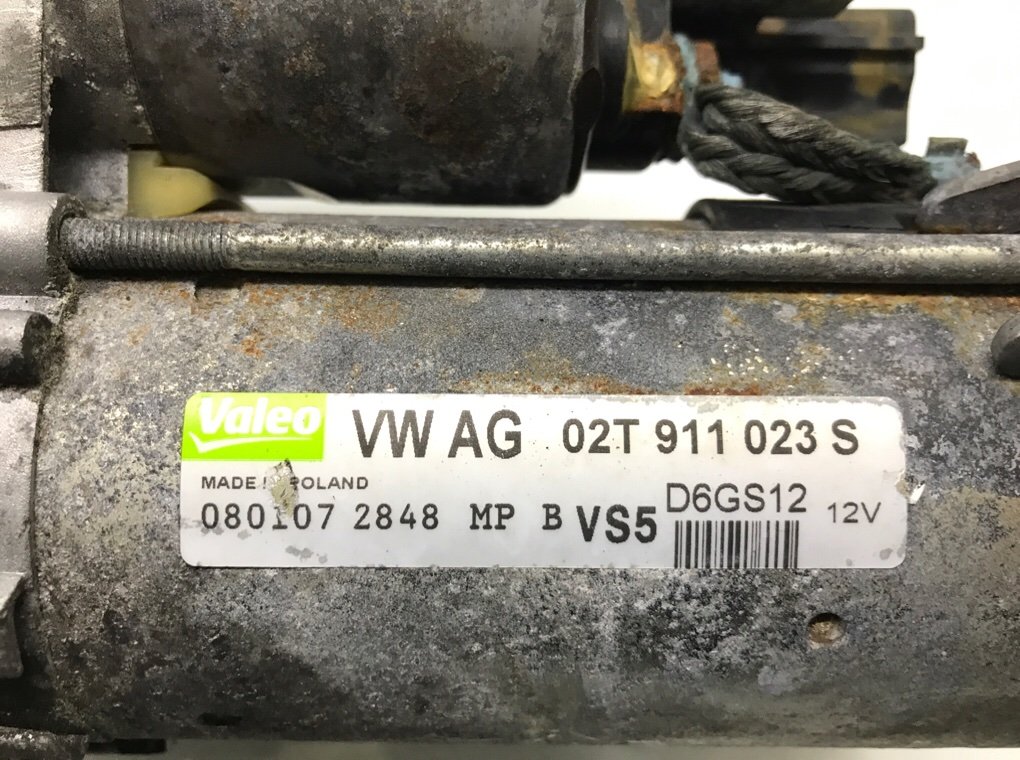 Valeo VW AG 02T 911 023 S
MADE POLAND
080107 2848 MP B VS5 D6GS12 12V